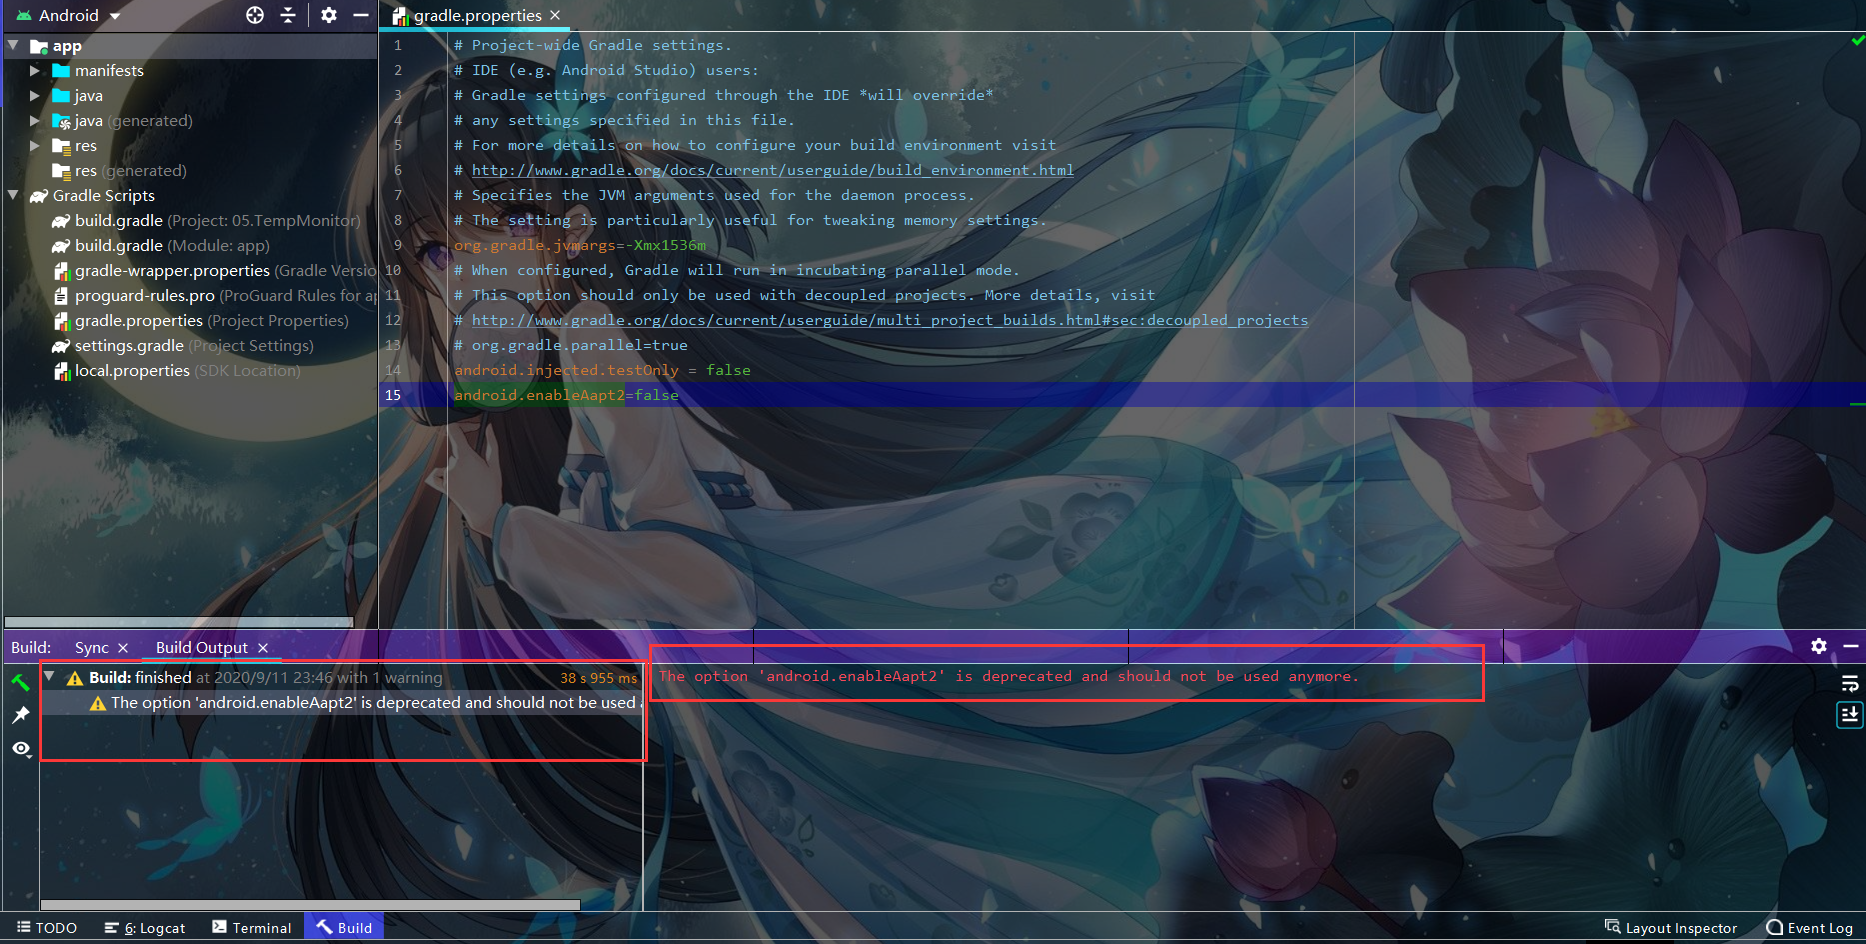 Android
app
manifests
java
java (generated)
res
res (generated)
Gradle Scripts
build.gradle (Project: 05.TempMonitor)
build.gradle (Module: app)
gradle-wrapper.properties (Gradle Versio
proguard-rules.pro (ProGuard Rules for ap
gradle.properties (Project Properties)
settings.gradle (Project Settings)
local.properties (SDK Location)
gradle.properties
1 # Project-wide Gradle settings.
2 # IDE (e.g. Android Studio) users:
3 # Gradle settings configured through the IDE *will override*
4 # any settings specified in this file.
5 # For more details on how to configure your build environment visit
6 # http://www.gradle.org/docs/current/userguide/build_environment.html
7 # Specifies the JVM arguments used for the daemon process.
8 # The setting is particularly useful for tweaking memory settings.
9 org.gradle.jvmargs=-Xmx1536m
10 # When configured, Gradle will run in incubating parallel mode.
11 # This option should only be used with decoupled projects. More details, visit
12 # http://www.gradle.org/docs/current/userguide/multi_project_builds.html#sec:decoupled_projects
13 # org.gradle.parallel=true
14 android.injected.testOnly = false
15 android.enableAapt2=false
Build: Sync Build Output
Build: finished at 2020/9/11 23:46 with 1 warning 38 s 955 ms
The option 'android.enableAapt2' is deprecated and should not be used a
The option 'android.enableAapt2' is deprecated and should not be used anymore.
TODO 6: Logcat Terminal Build Layout Inspector Event Log